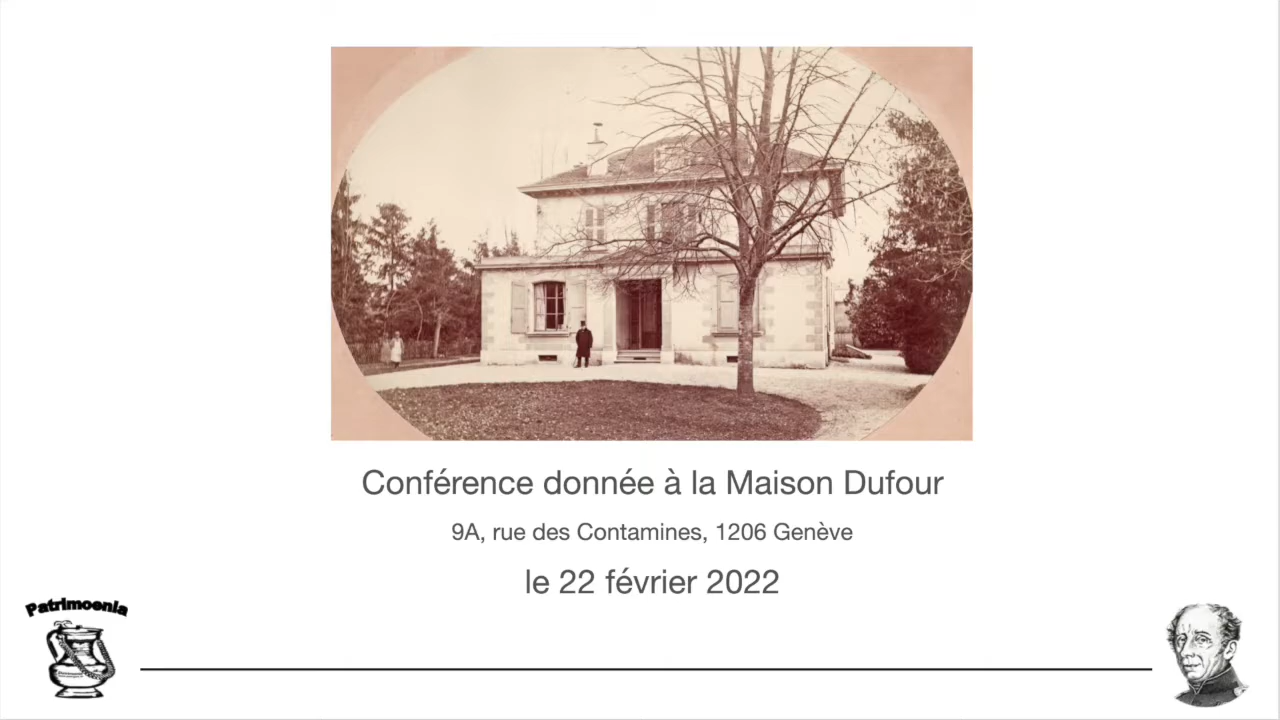 Conférence donnée à la Maison Dufour
9A, rue des Contamines, 1206 Genève
le 22 février 2022
Patrimoenia